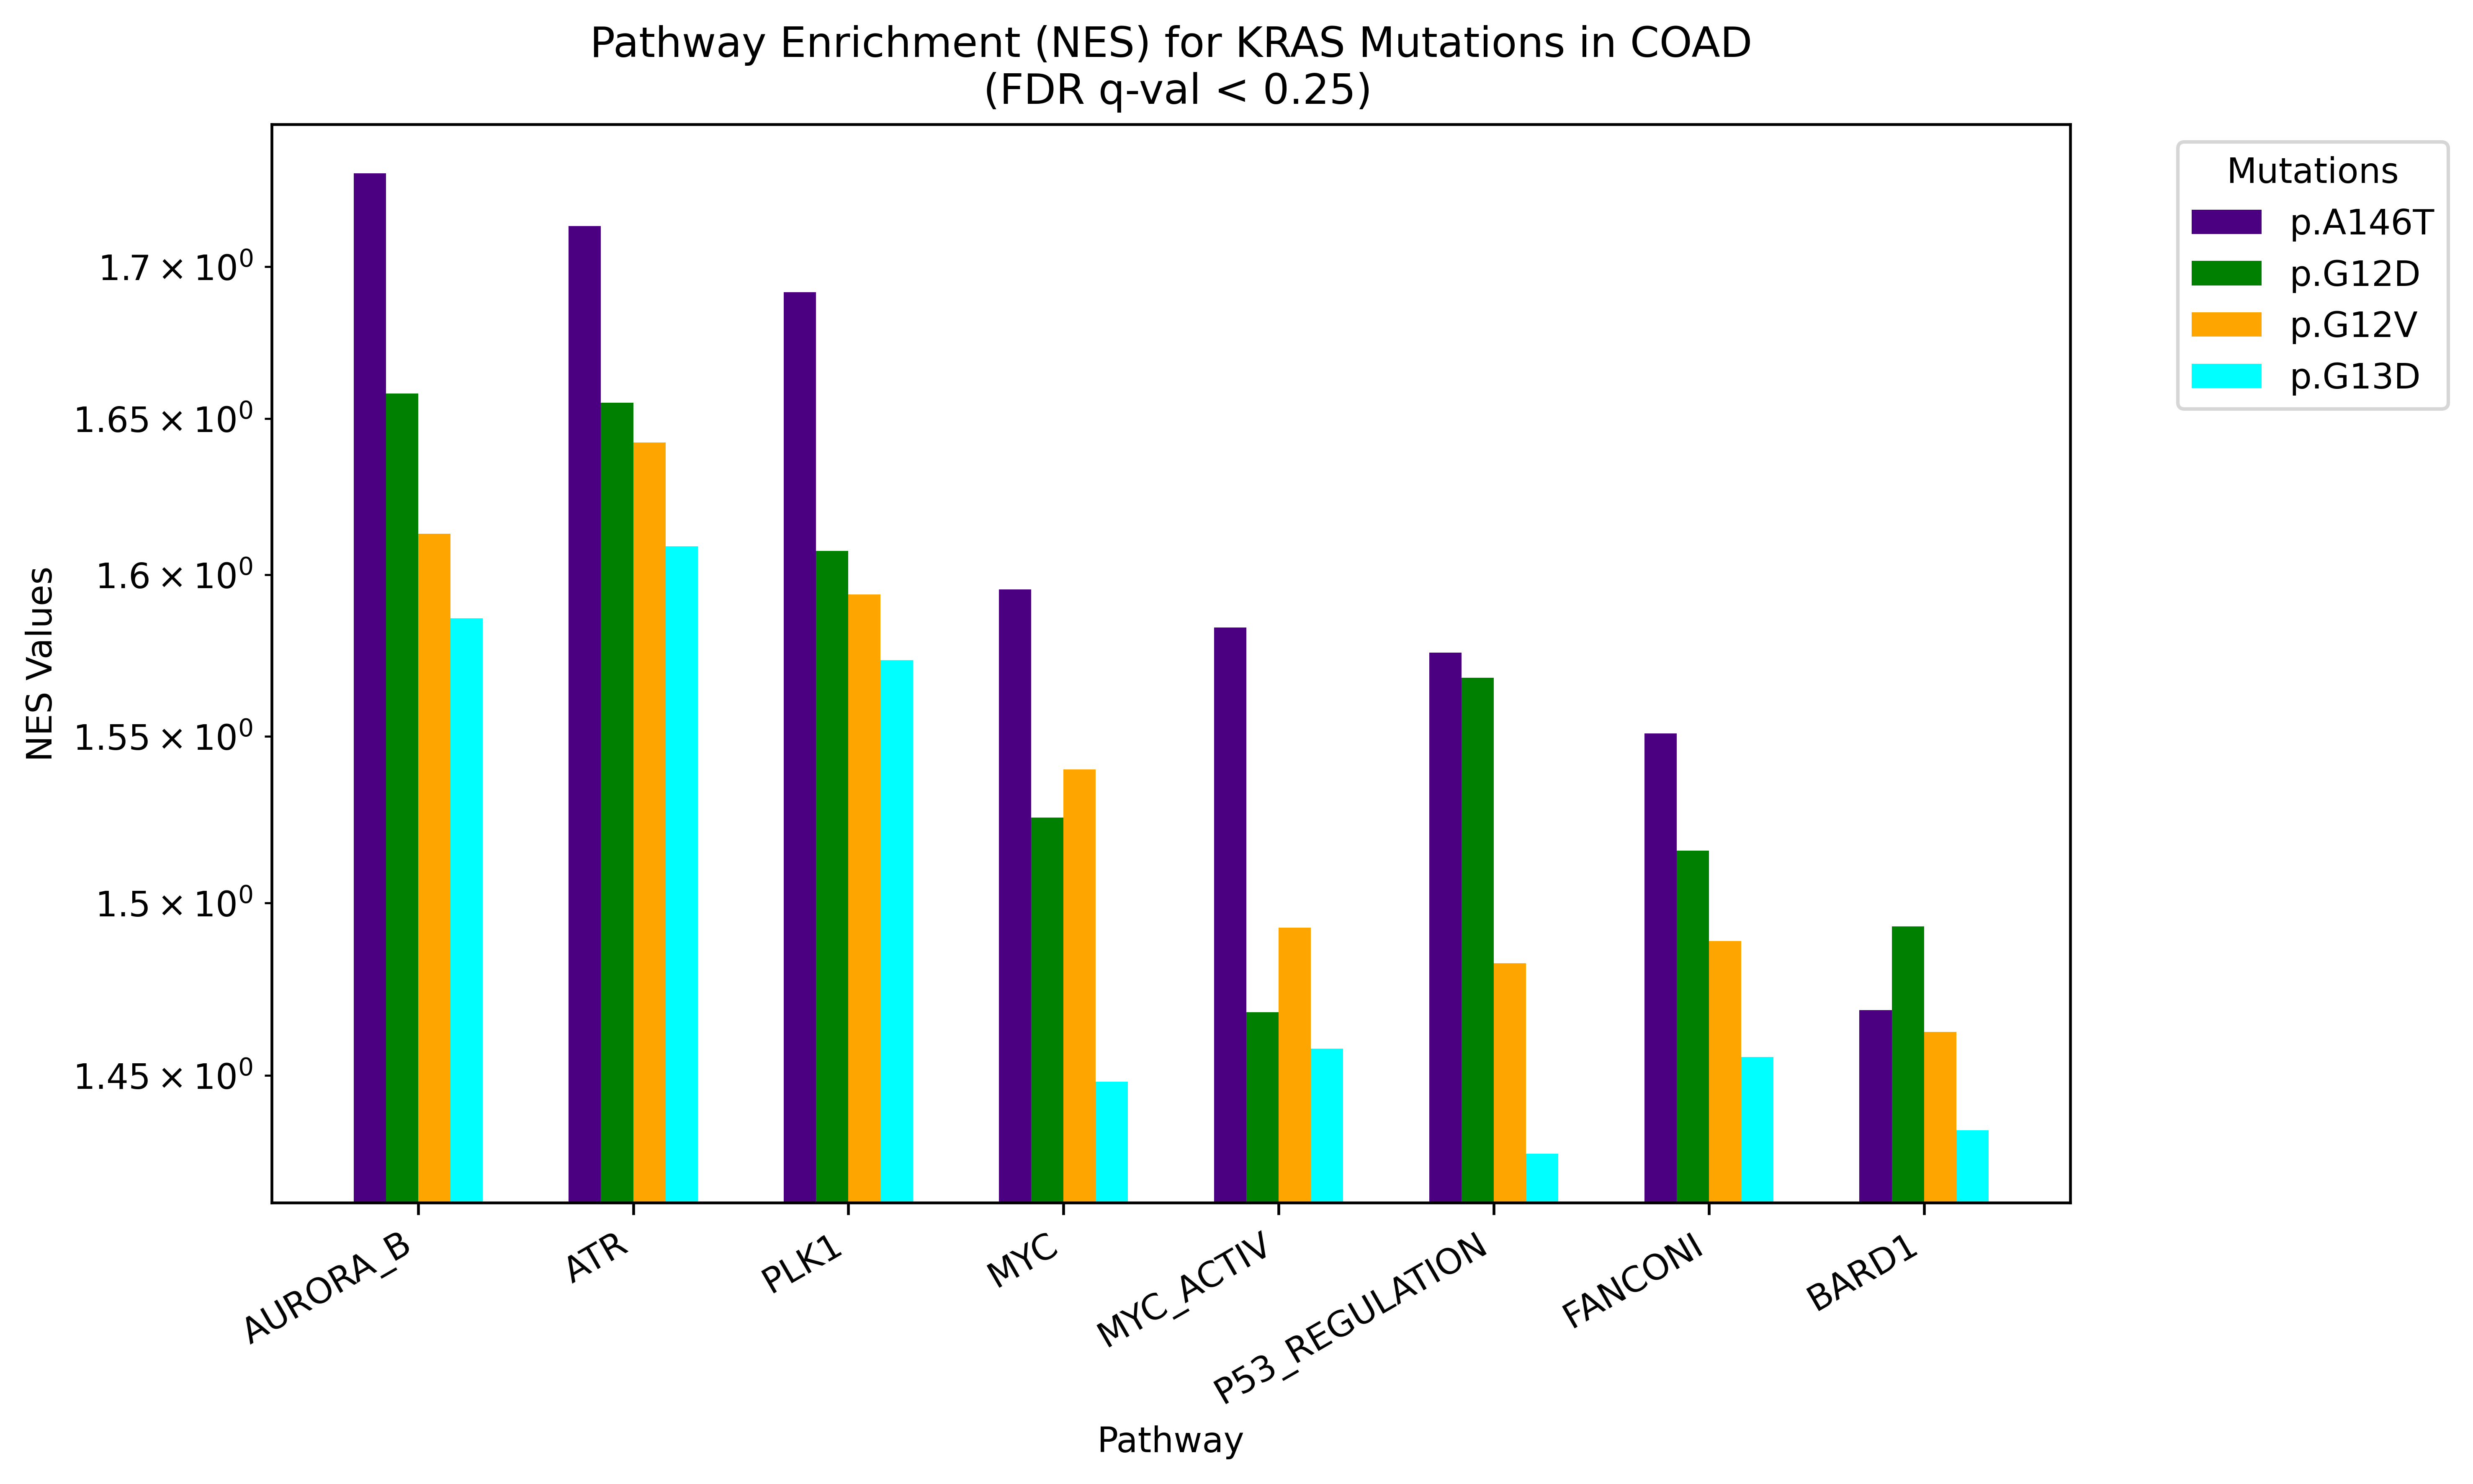 Pathway Enrichment (NES) for KRAS Mutations in COAD
(FDR q-val < 0.25)
Mutations
p.A146T
p.G12D
p.G12V
p.G13D
NES Values
1.7 × 10⁰
1.65 × 10⁰
1.6 × 10⁰
1.55 × 10⁰
1.5 × 10⁰
1.45 × 10⁰
AURORA_B
ATR
PLK1
MYC
MYC_ACTIV
P53_REGULATION
FANCONI
BARD1
Pathway